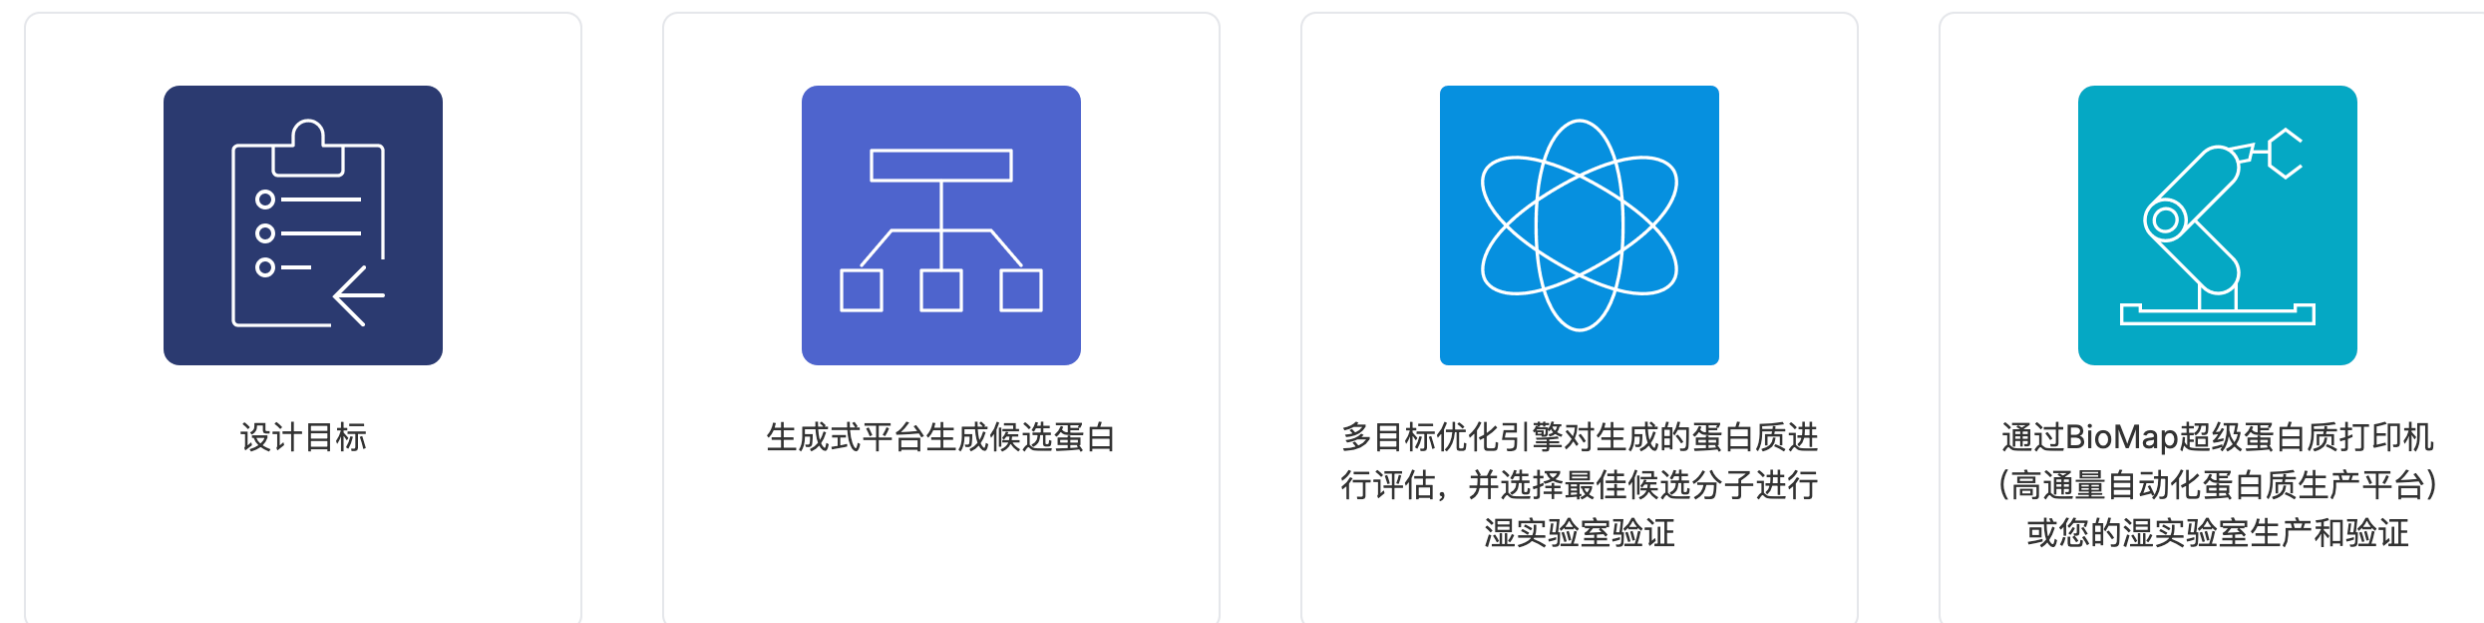 设计目标
生成式平台生成候选蛋白
多目标优化引擎对生成的蛋白质进
行评估，并选择最佳候选分子进行
湿实验室验证
通过BioMap超级蛋白质打印机
(高通量自动化蛋白质生产平台)
或您的湿实验室生产和验证